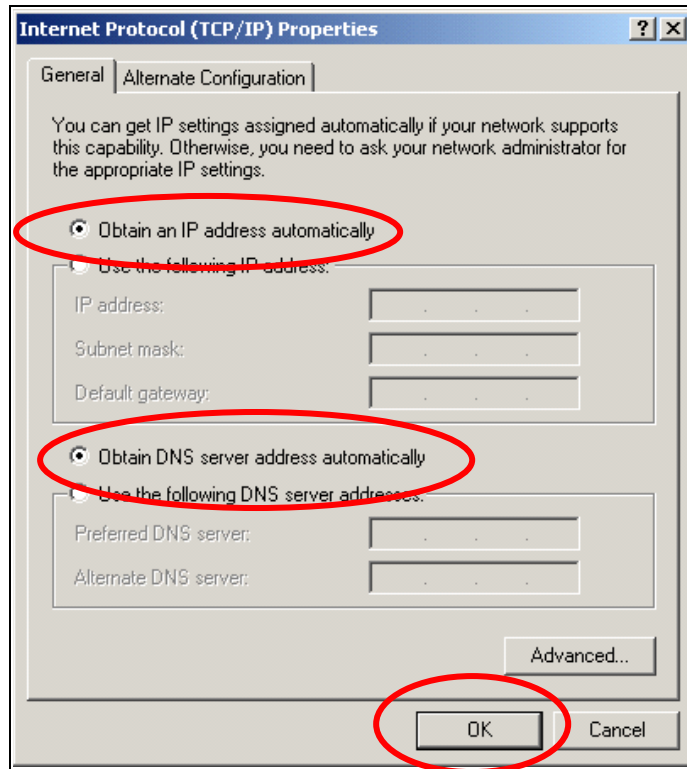 Internet Protocol (TCP/IP) Properties
General
Alternate Configuration
You can get IP settings assigned automatically if your network supports
this capability. Otherwise, you need to ask your network administrator for
the appropriate IP settings.
Obtain an IP address automatically
Use the following IP address:
IP address:
Subnet mask:
Default gateway:
Obtain DNS server address automatically
Use the following DNS server addresses:
Preferred DNS server:
Alternate DNS server:
Advanced...
OK
Cancel